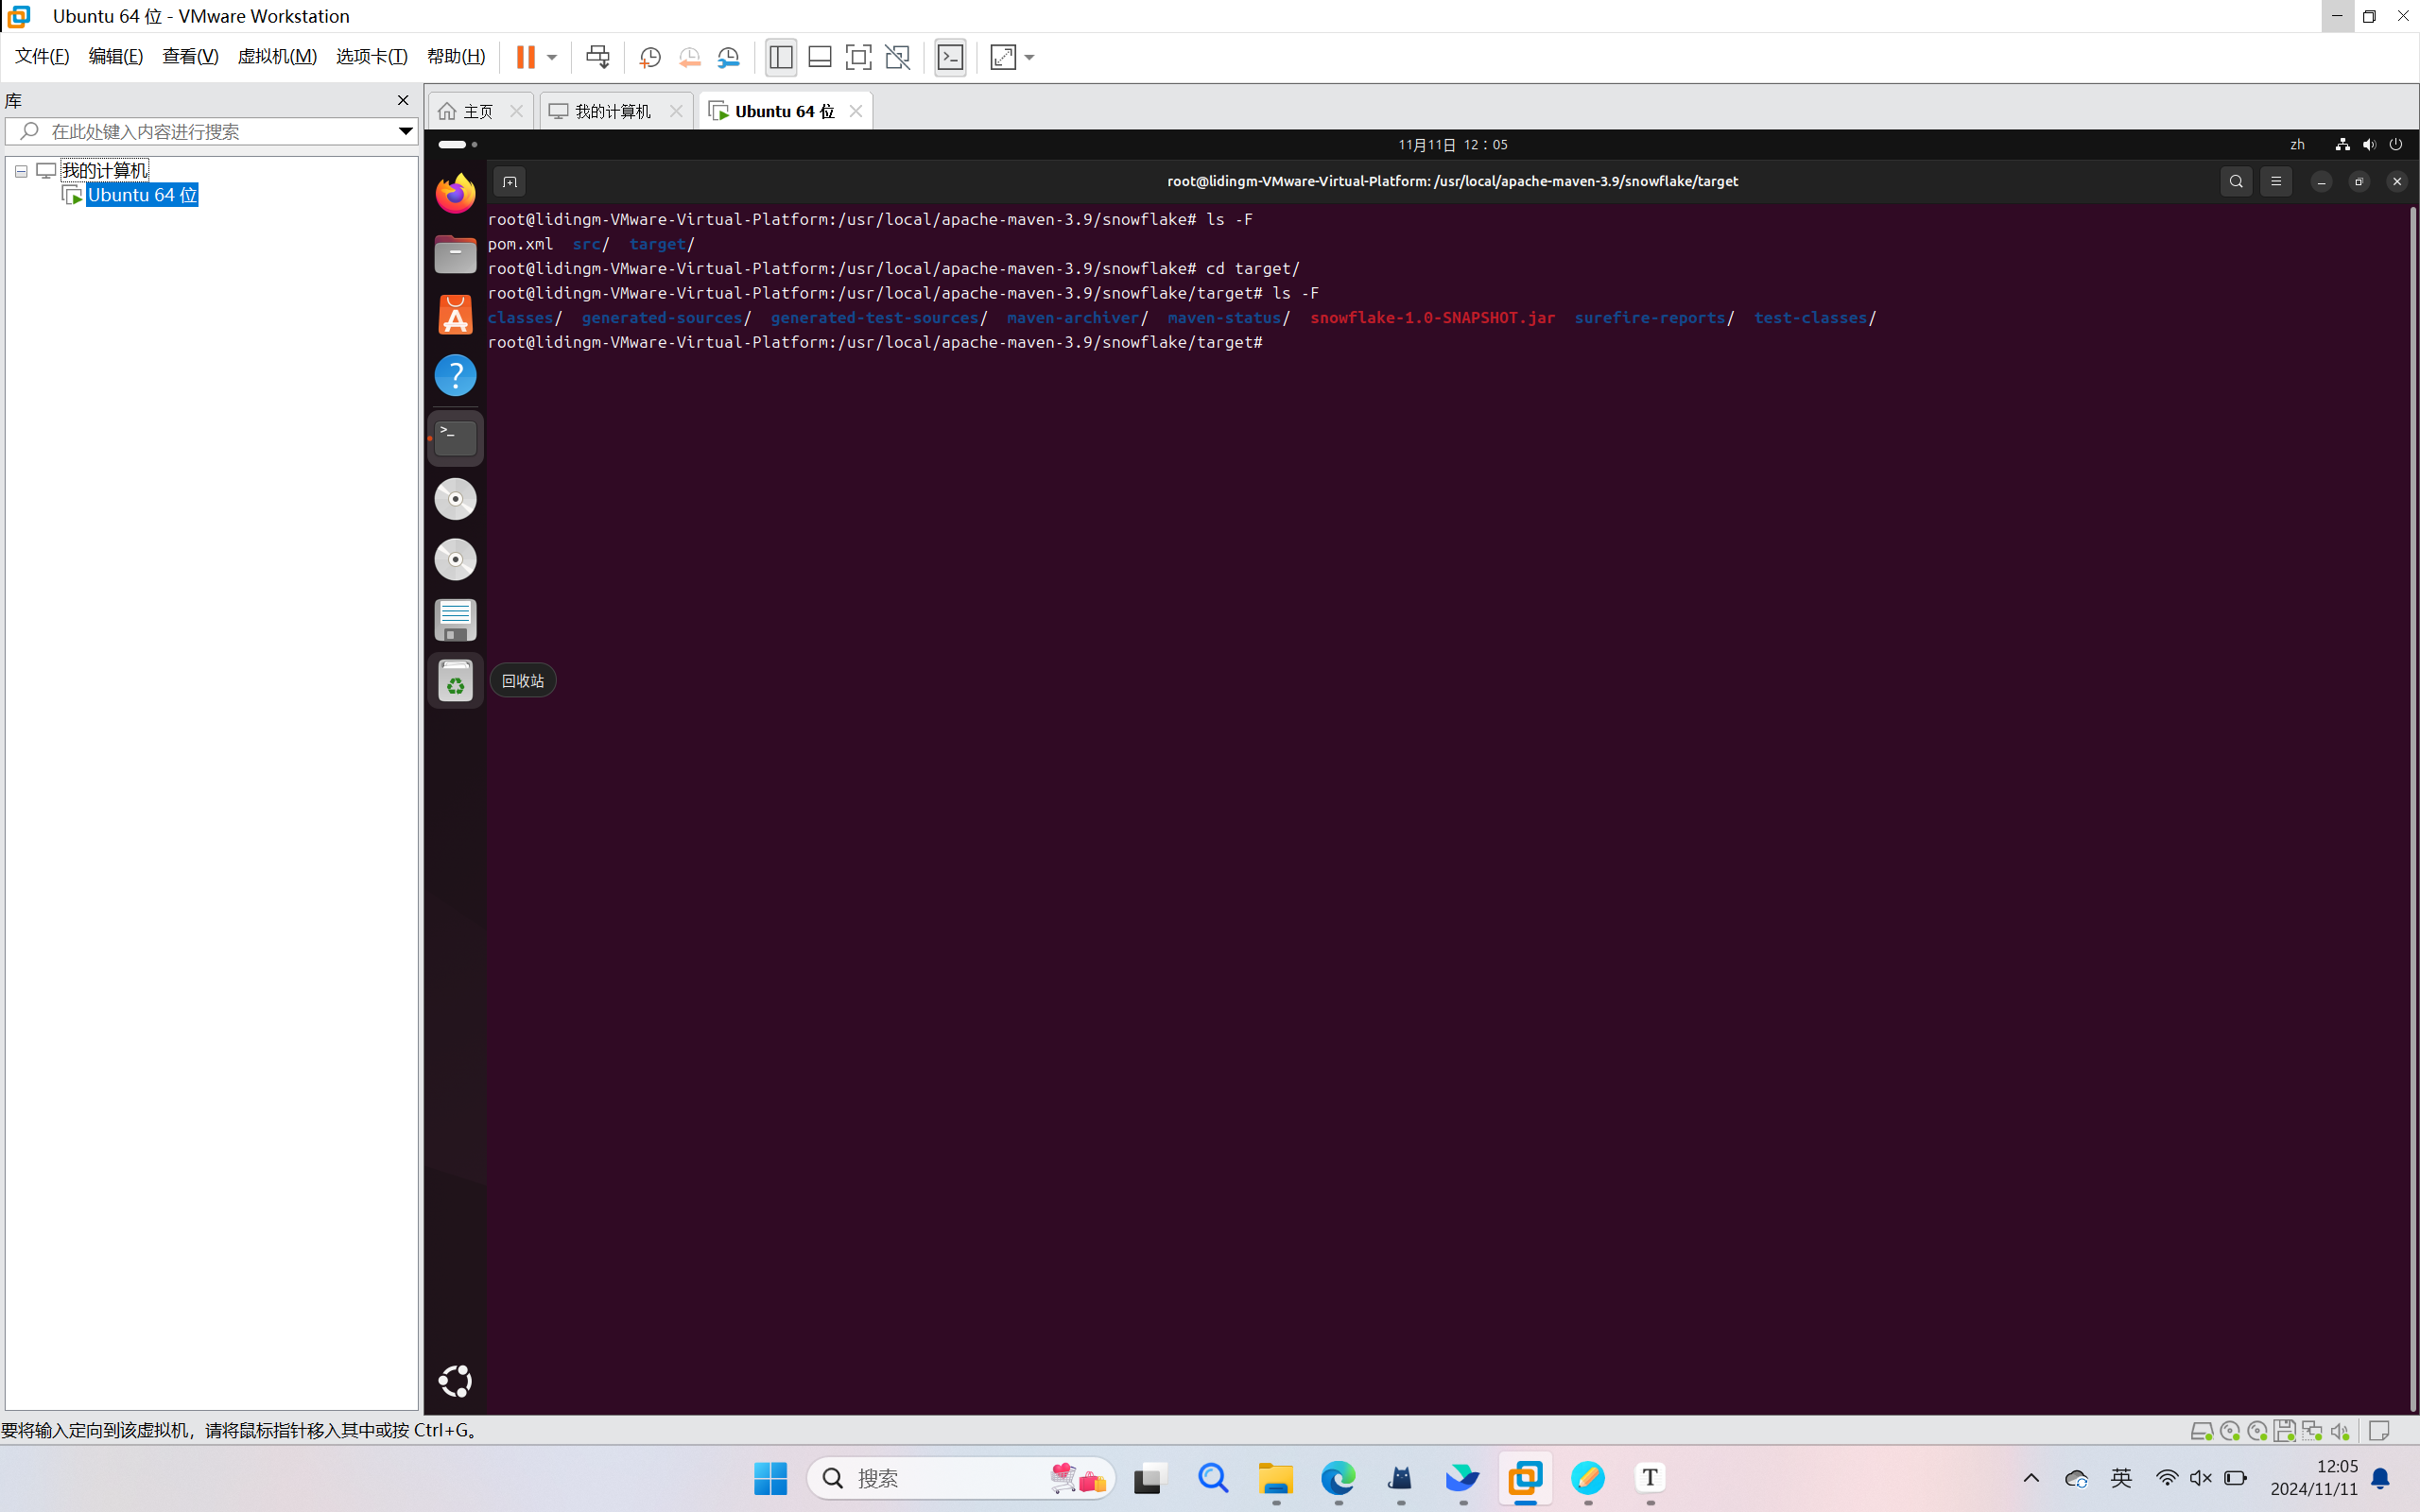 Ubuntu 64 位 - VMware Workstation
文件(F) 编辑(E) 查看(V) 虚拟机(M) 选项卡(T) 帮助(H)
库
在此处键入内容进行搜索
我的计算机
Ubuntu 64 位
主页 我的计算机 Ubuntu 64 位
11月11日 12：05
zh
root@lidingm-VMware-Virtual-Platform: /usr/local/apache-maven-3.9/snowflake/target
root@lidingm-VMware-Virtual-Platform:/usr/local/apache-maven-3.9/snowflake# ls -F
pom.xml src/ target/
root@lidingm-VMware-Virtual-Platform:/usr/local/apache-maven-3.9/snowflake# cd target/
root@lidingm-VMware-Virtual-Platform:/usr/local/apache-maven-3.9/snowflake/target# ls -F
classes/ generated-sources/ generated-test-sources/ maven-archiver/ maven-status/ snowflake-1.0-SNAPSHOT.jar surefire-reports/ test-classes/
root@lidingm-VMware-Virtual-Platform:/usr/local/apache-maven-3.9/snowflake/target#
回收站
要将输入定向到该虚拟机，请将鼠标指针移入其中或按 Ctrl+G。
搜索
T
英
12:05
2024/11/11